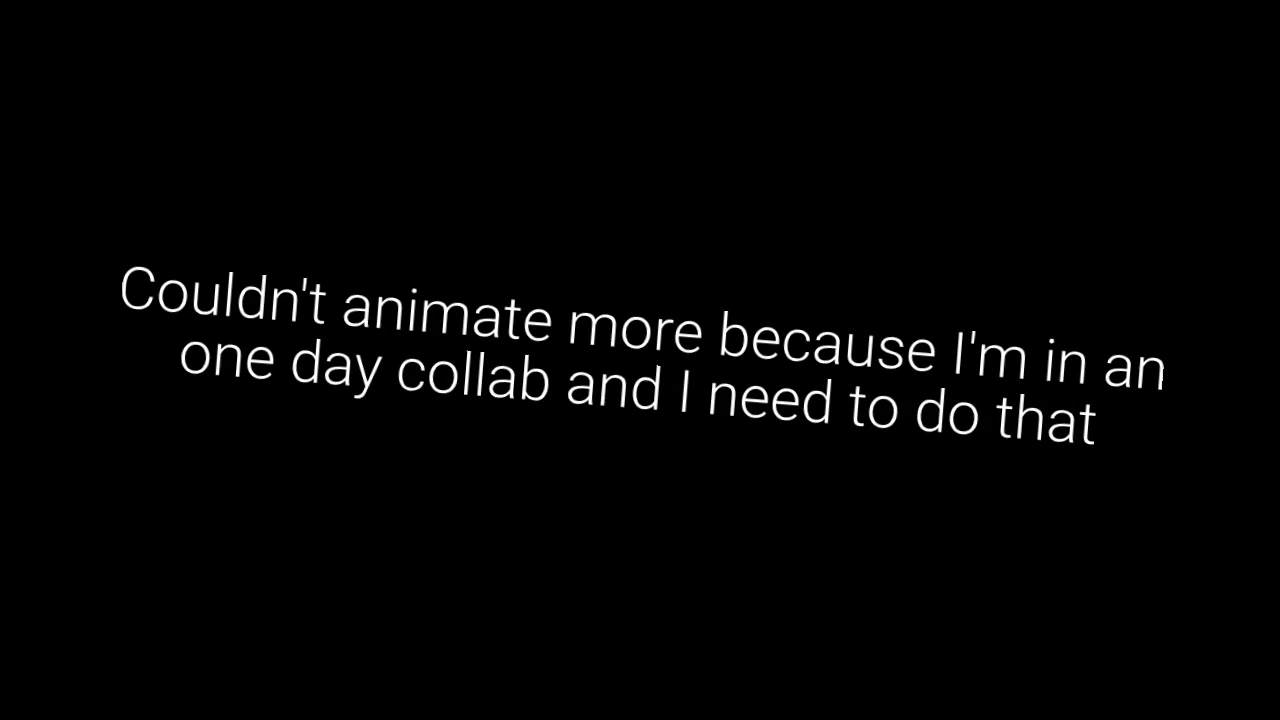 Couldn't animate more because I'm in an
one day collab and I need to do that